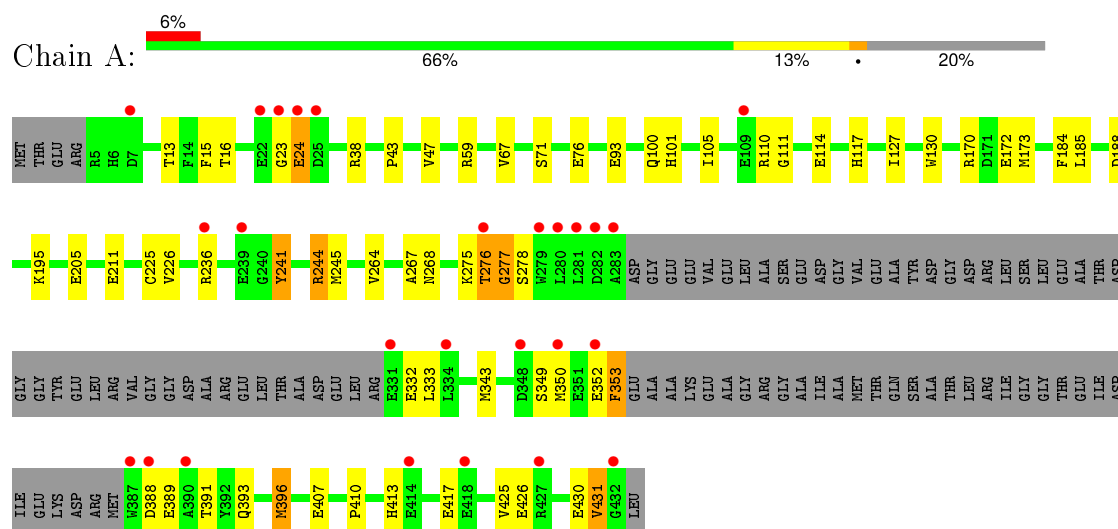 6%
Chain A:
66% 13% • 20%
MET THR GLU ARG R5 H6 D7 T13 F14 F15 T16 E22 G23 E24 D25 R38 P43 V47 R59 V67 S71 E76 E93 Q100 H101 I105 E109 R110 G111 E114 H117 I127 W130 R170 D171 E172 M173 F184 L185 D188
K195 E205 E211 C225 V226 R236 E239 G240 Y241 R244 M245 V264 A267 N268 K275 T276 G277 S278 W279 L280 L281 D282 A283 ASP GLY GLU GLU VAL GLU LEU ALA SER GLU ASP GLY VAL GLU ALA TYR ASP GLY ASP ARG LEU SER LEU GLU ALA THR ASP
GLY GLY TYR GLU LEU ARG VAL GLY GLY ASP ALA ARG GLU LEU THR ALA ASP GLU LEU ARG E331 E332 L333 L334 M343 D348 S349 M350 E351 E352 F353 GLU ALA ALA LYS GLU ALA GLY ARG GLY ALA ILE ALA MET THR GLN SER ALA THR LEU ARG ILE GLY GLY THR GLU ILE ASP
ILE GLU LYS ASP ARG MET W387 D388 E389 A390 T391 Y392 Q393 M396 E407 P410 H413 E414 E417 E418 V425 E426 R427 E430 V431 G432 LEU